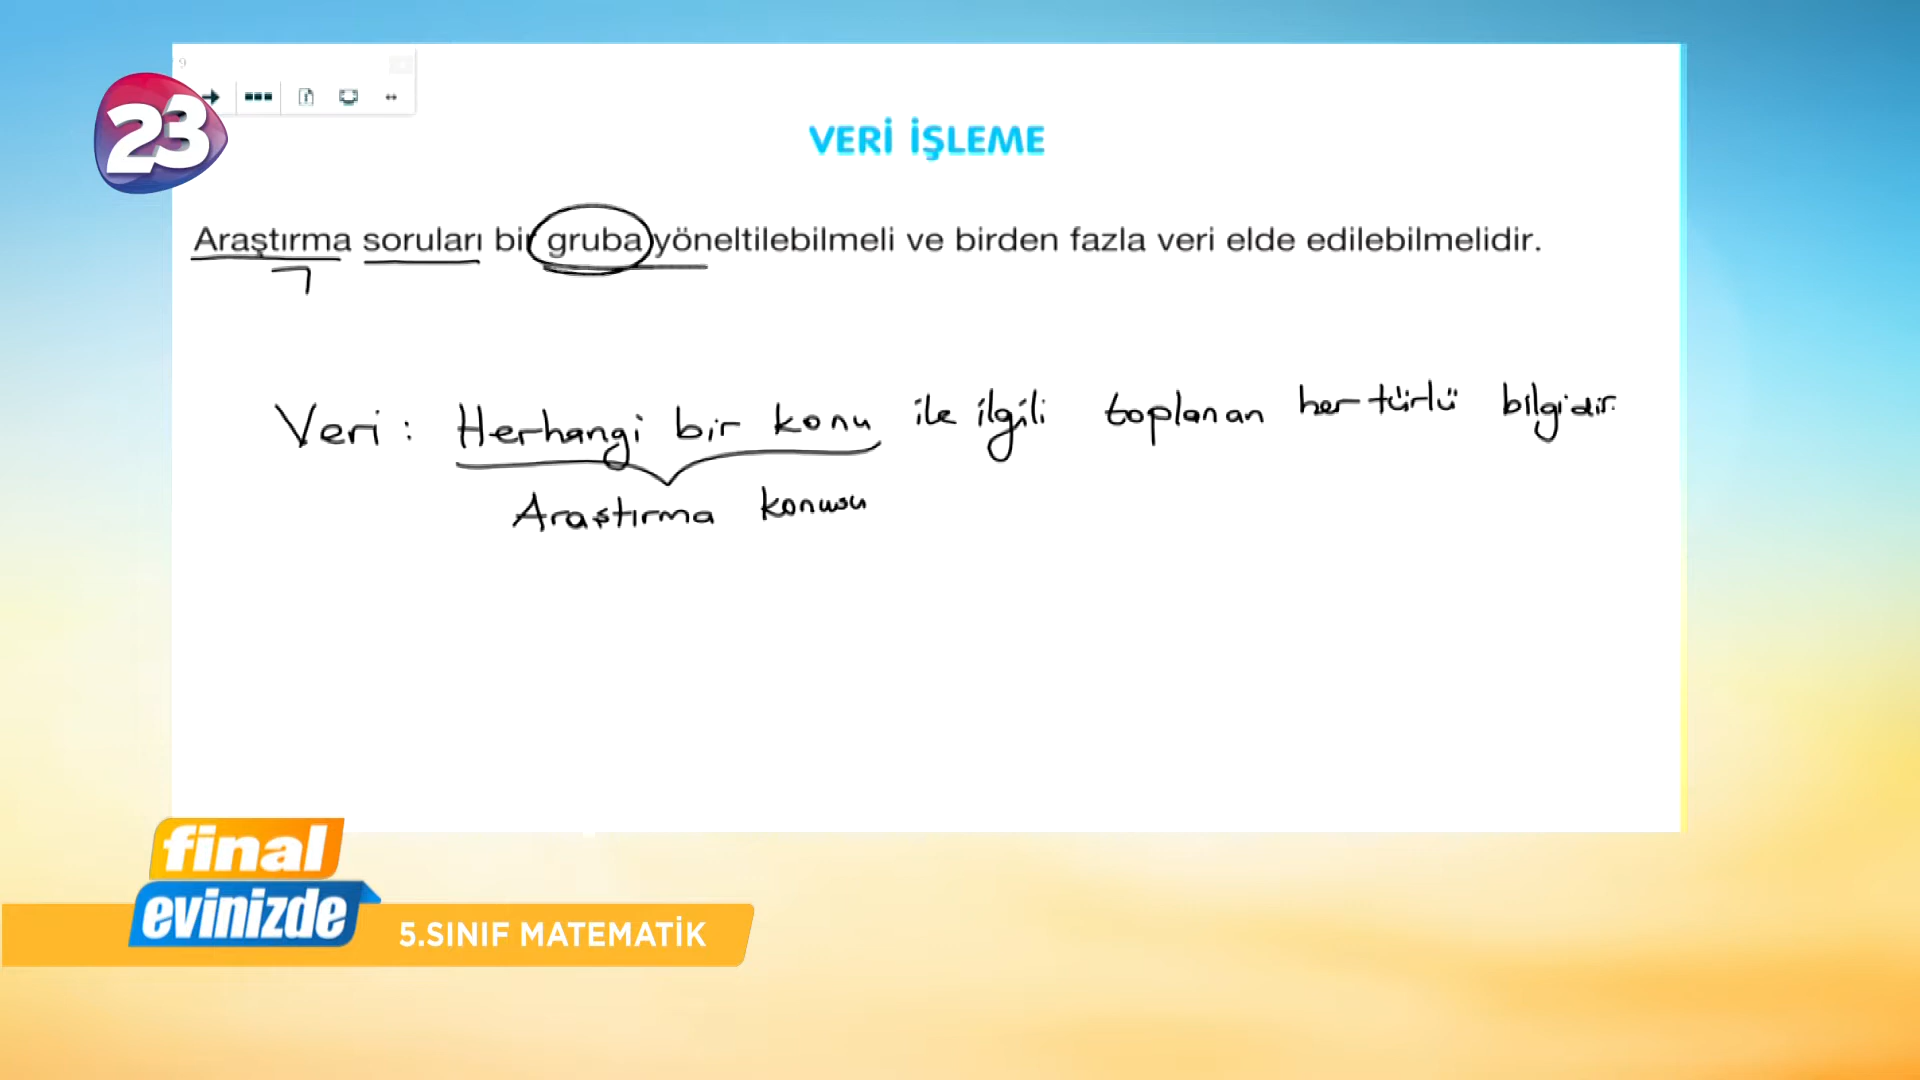 9
23
VERİ İŞLEME
Araştırma soruları bir gruba yöneltilebilmeli ve birden fazla veri elde edilebilmelidir.
Veri : Herhangi bir konu ile ilgili toplanan her türlü bilgidir.
Araştırma konusu
final
evinizde
5.SINIF MATEMATİK